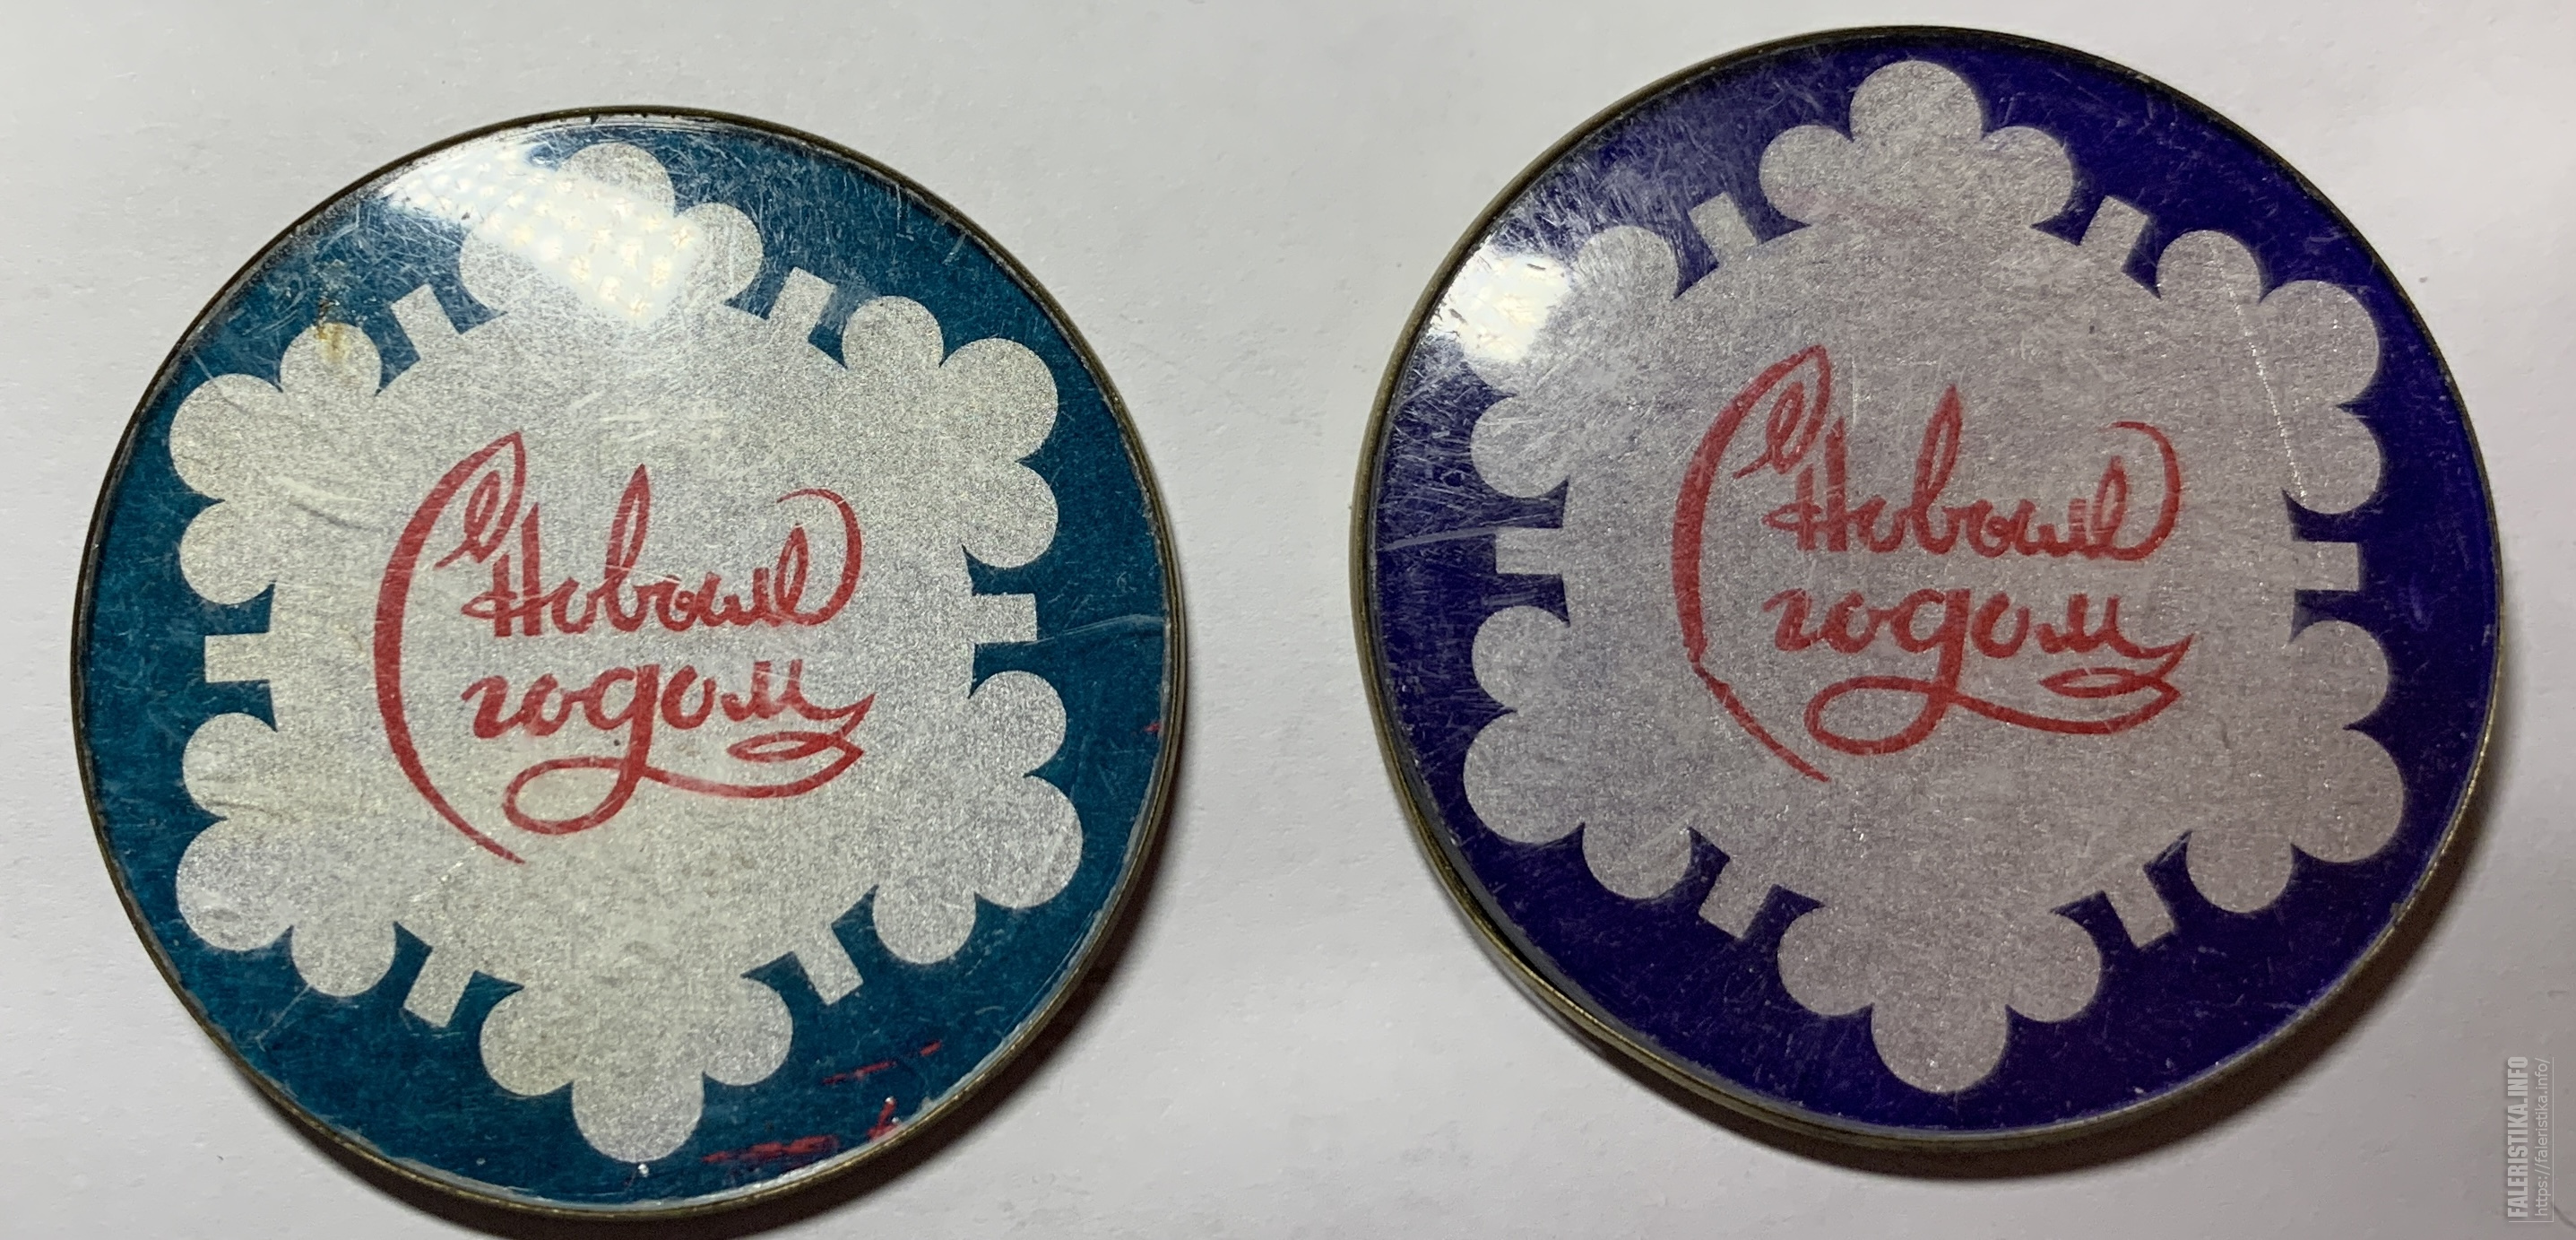 С Новым
годом
С Новым
годом
FALERISTIKA.INFO
https://faleristika.info/